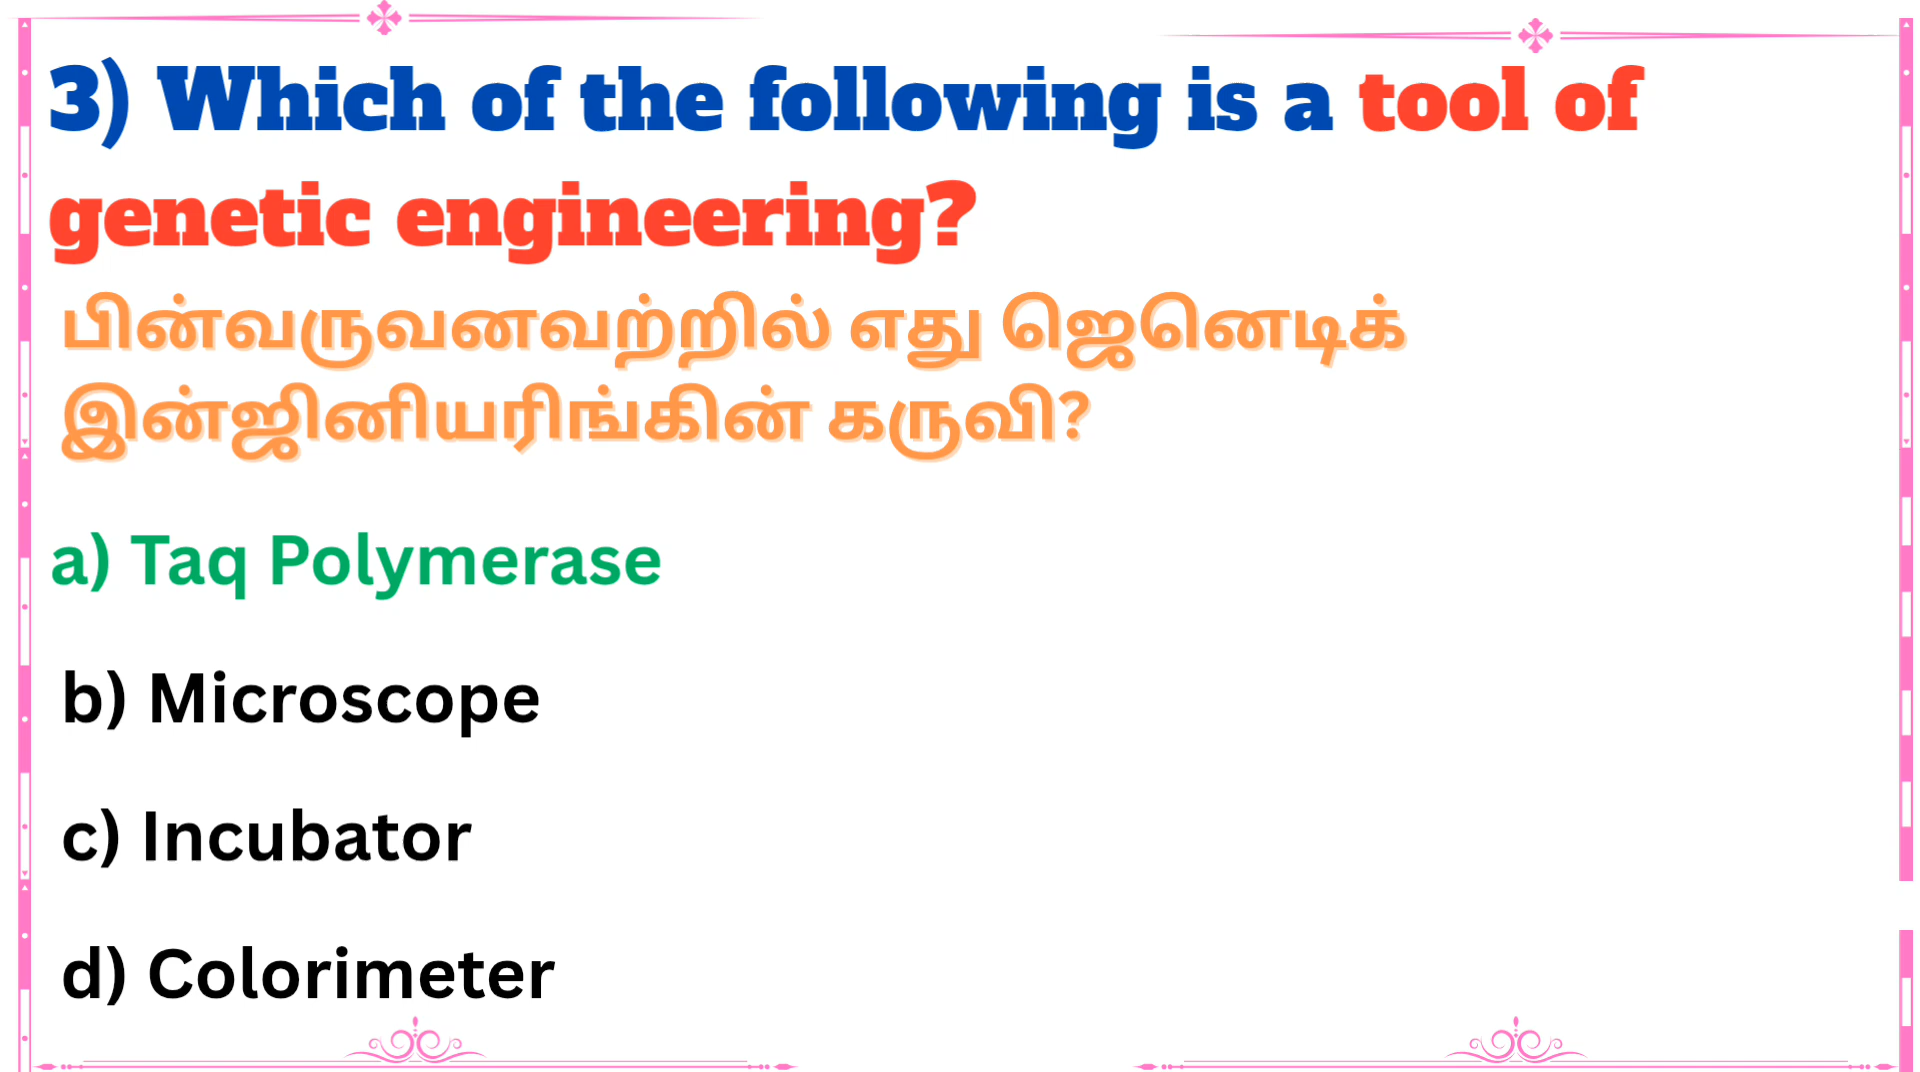 3) Which of the following is a tool of
genetic engineering?
பின்வருவனவற்றில் எது ஜெனெடிக்
இன்ஜினியரிங்கின் கருவி?
a) Taq Polymerase
b) Microscope
c) Incubator
d) Colorimeter